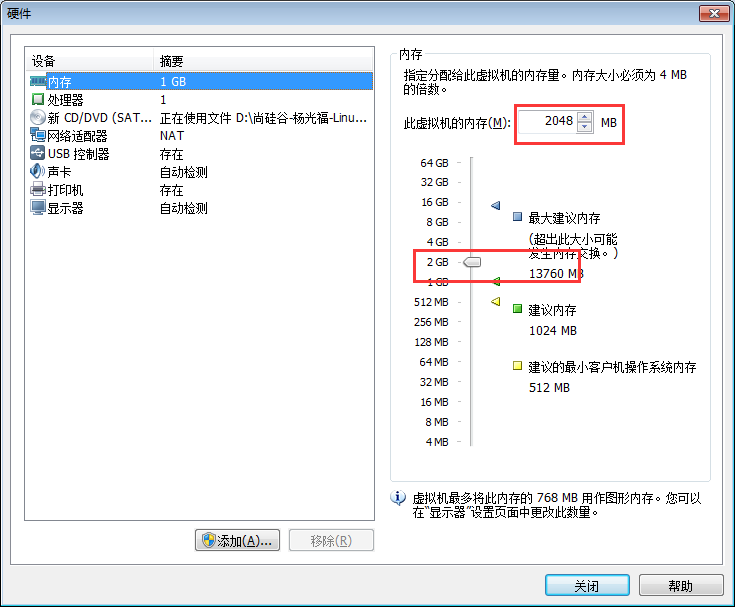 硬件
设备 摘要
内存 1 GB
处理器 1
新 CD/DVD (SAT... 正在使用文件 D:\尚硅谷-杨光福-Linu...
网络适配器 NAT
USB 控制器 存在
声卡 自动检测
打印机 存在
显示器 自动检测
添加(A)...
移除(R)
内存
指定分配给此虚拟机的内存量。内存大小必须为 4 MB
的倍数。
此虚拟机的内存(M): 2048 MB
64 GB
32 GB
16 GB
8 GB
4 GB
2 GB
1 GB
512 MB
256 MB
128 MB
64 MB
32 MB
16 MB
8 MB
4 MB
最大建议内存
(超出此大小可能
发生内存交换。)
13760 MB
建议内存
1024 MB
建议的最小客户机操作系统内存
512 MB
虚拟机最多将此内存的 768 MB 用作图形内存。您可以
在“显示器”设置页面中更改此数量。
关闭
帮助